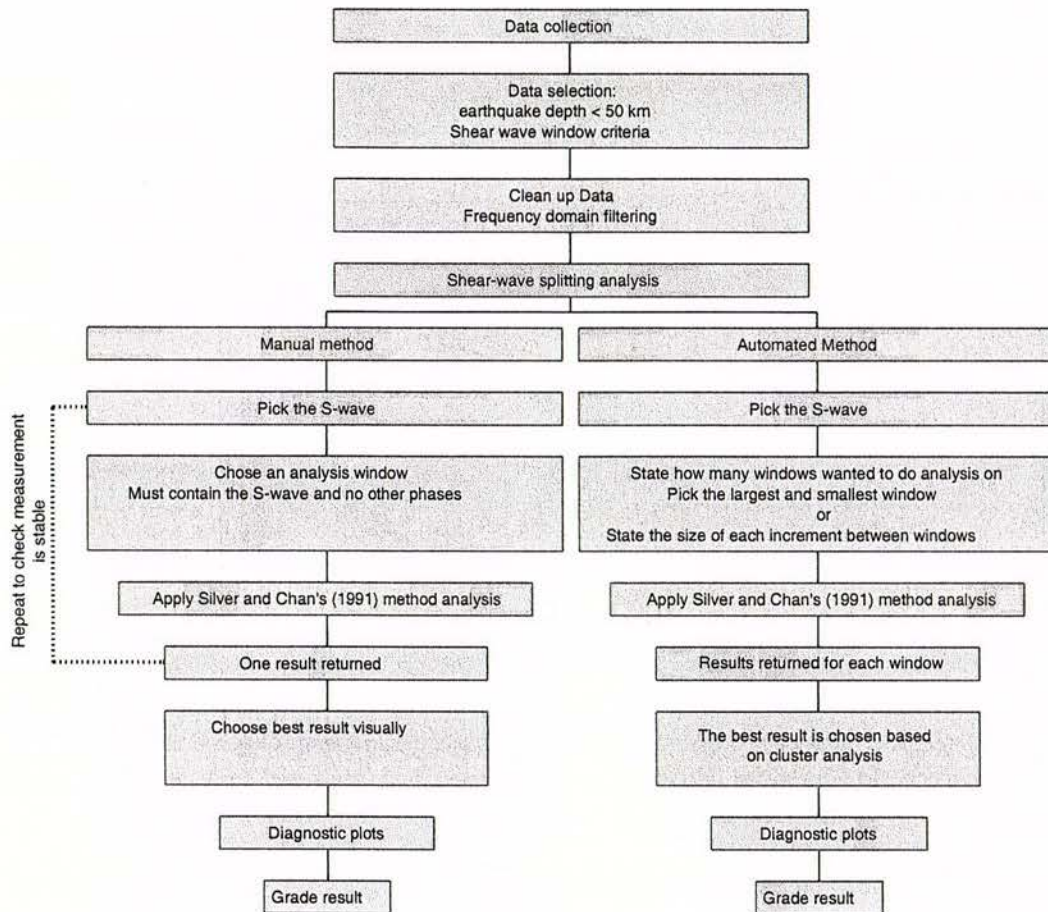 Data collection
Data selection:
earthquake depth < 50 km
Shear wave window criteria
Clean up Data
Frequency domain filtering
Shear-wave splitting analysis
Manual method
Pick the S-wave
Chose an analysis window
Must contain the S-wave and no other phases
Apply Silver and Chan's (1991) method analysis
One result returned
Choose best result visually
Diagnostic plots
Grade result
Repeat to check measurement
is stable
Automated Method
Pick the S-wave
State how many windows wanted to do analysis on
Pick the largest and smallest window
or
State the size of each increment between windows
Apply Silver and Chan's (1991) method analysis
Results returned for each window
The best result is chosen based
on cluster analysis
Diagnostic plots
Grade result